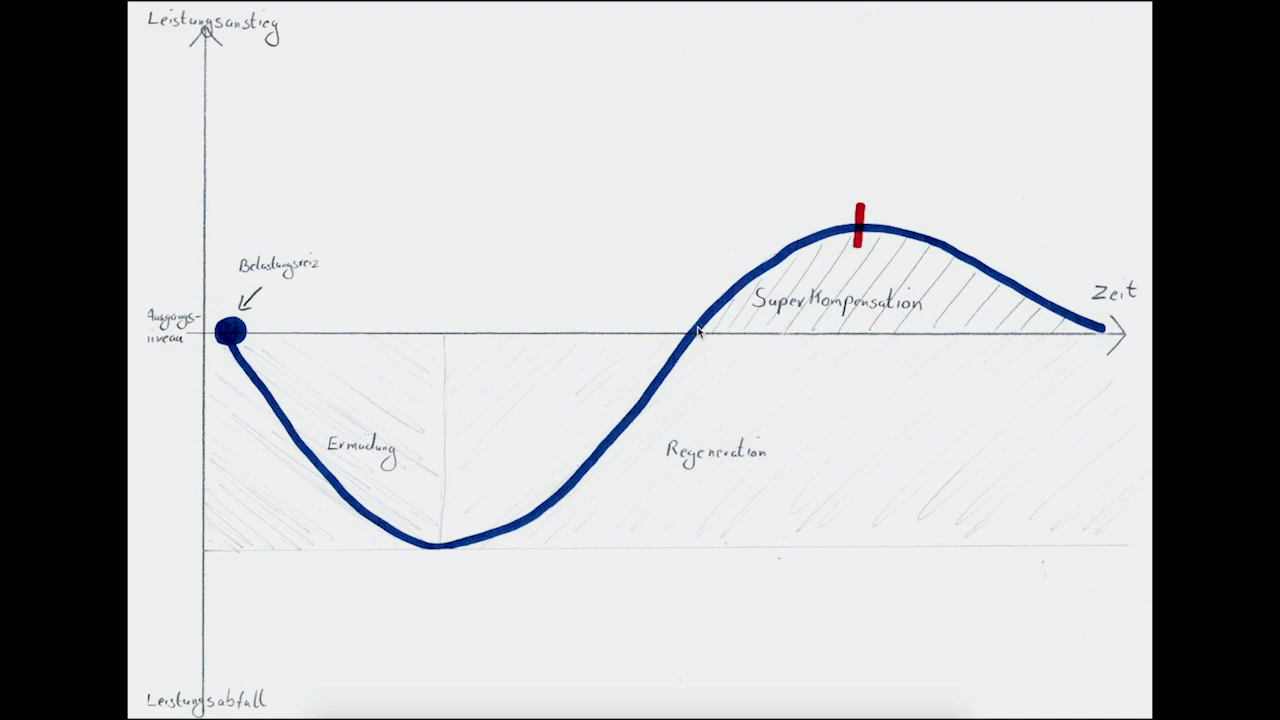 Leistungsanstieg
Belastungsreiz
Ausgangs-
niveau
Zeit
Superkompensation
Ermüdung
Regeneration
Leistungsabfall